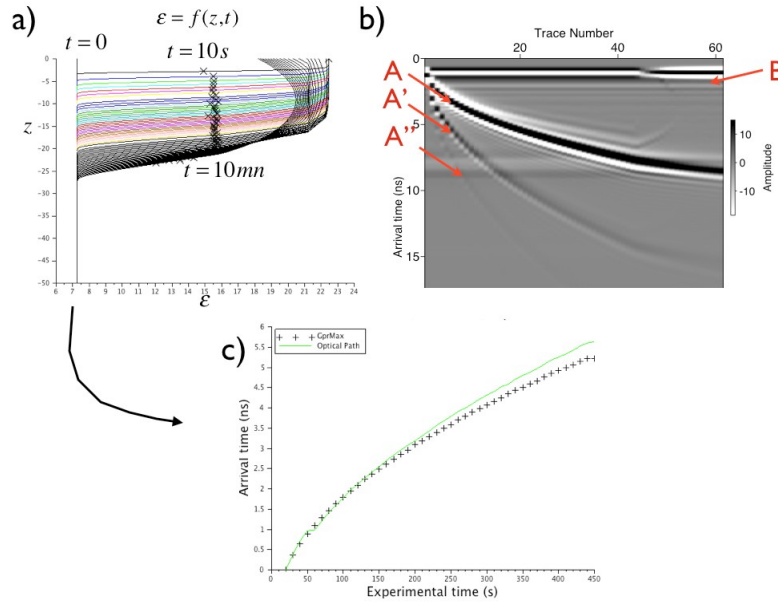 a)
ε = f(z,t)
t = 0
t = 10s
0
-5
-10
-15
-20
-25
-30
-35
-40
-45
-50
z
t = 10mn
6 7 8 9 10 11 12 13 14 15 16 17 18 19 20 21 22 23 24
ε
b)
Trace Number
20 40 60
0
5
10
15
Arrival time (ns)
A
A'
A''
B
10
0
-10
Amplitude
c)
GprMax
Optical Path
6
5.5
5
4.5
4
3.5
3
2.5
2
1.5
1
0.5
0
Arrival time (ns)
0 50 100 150 200 250 300 350 400 450
Experimental time (s)